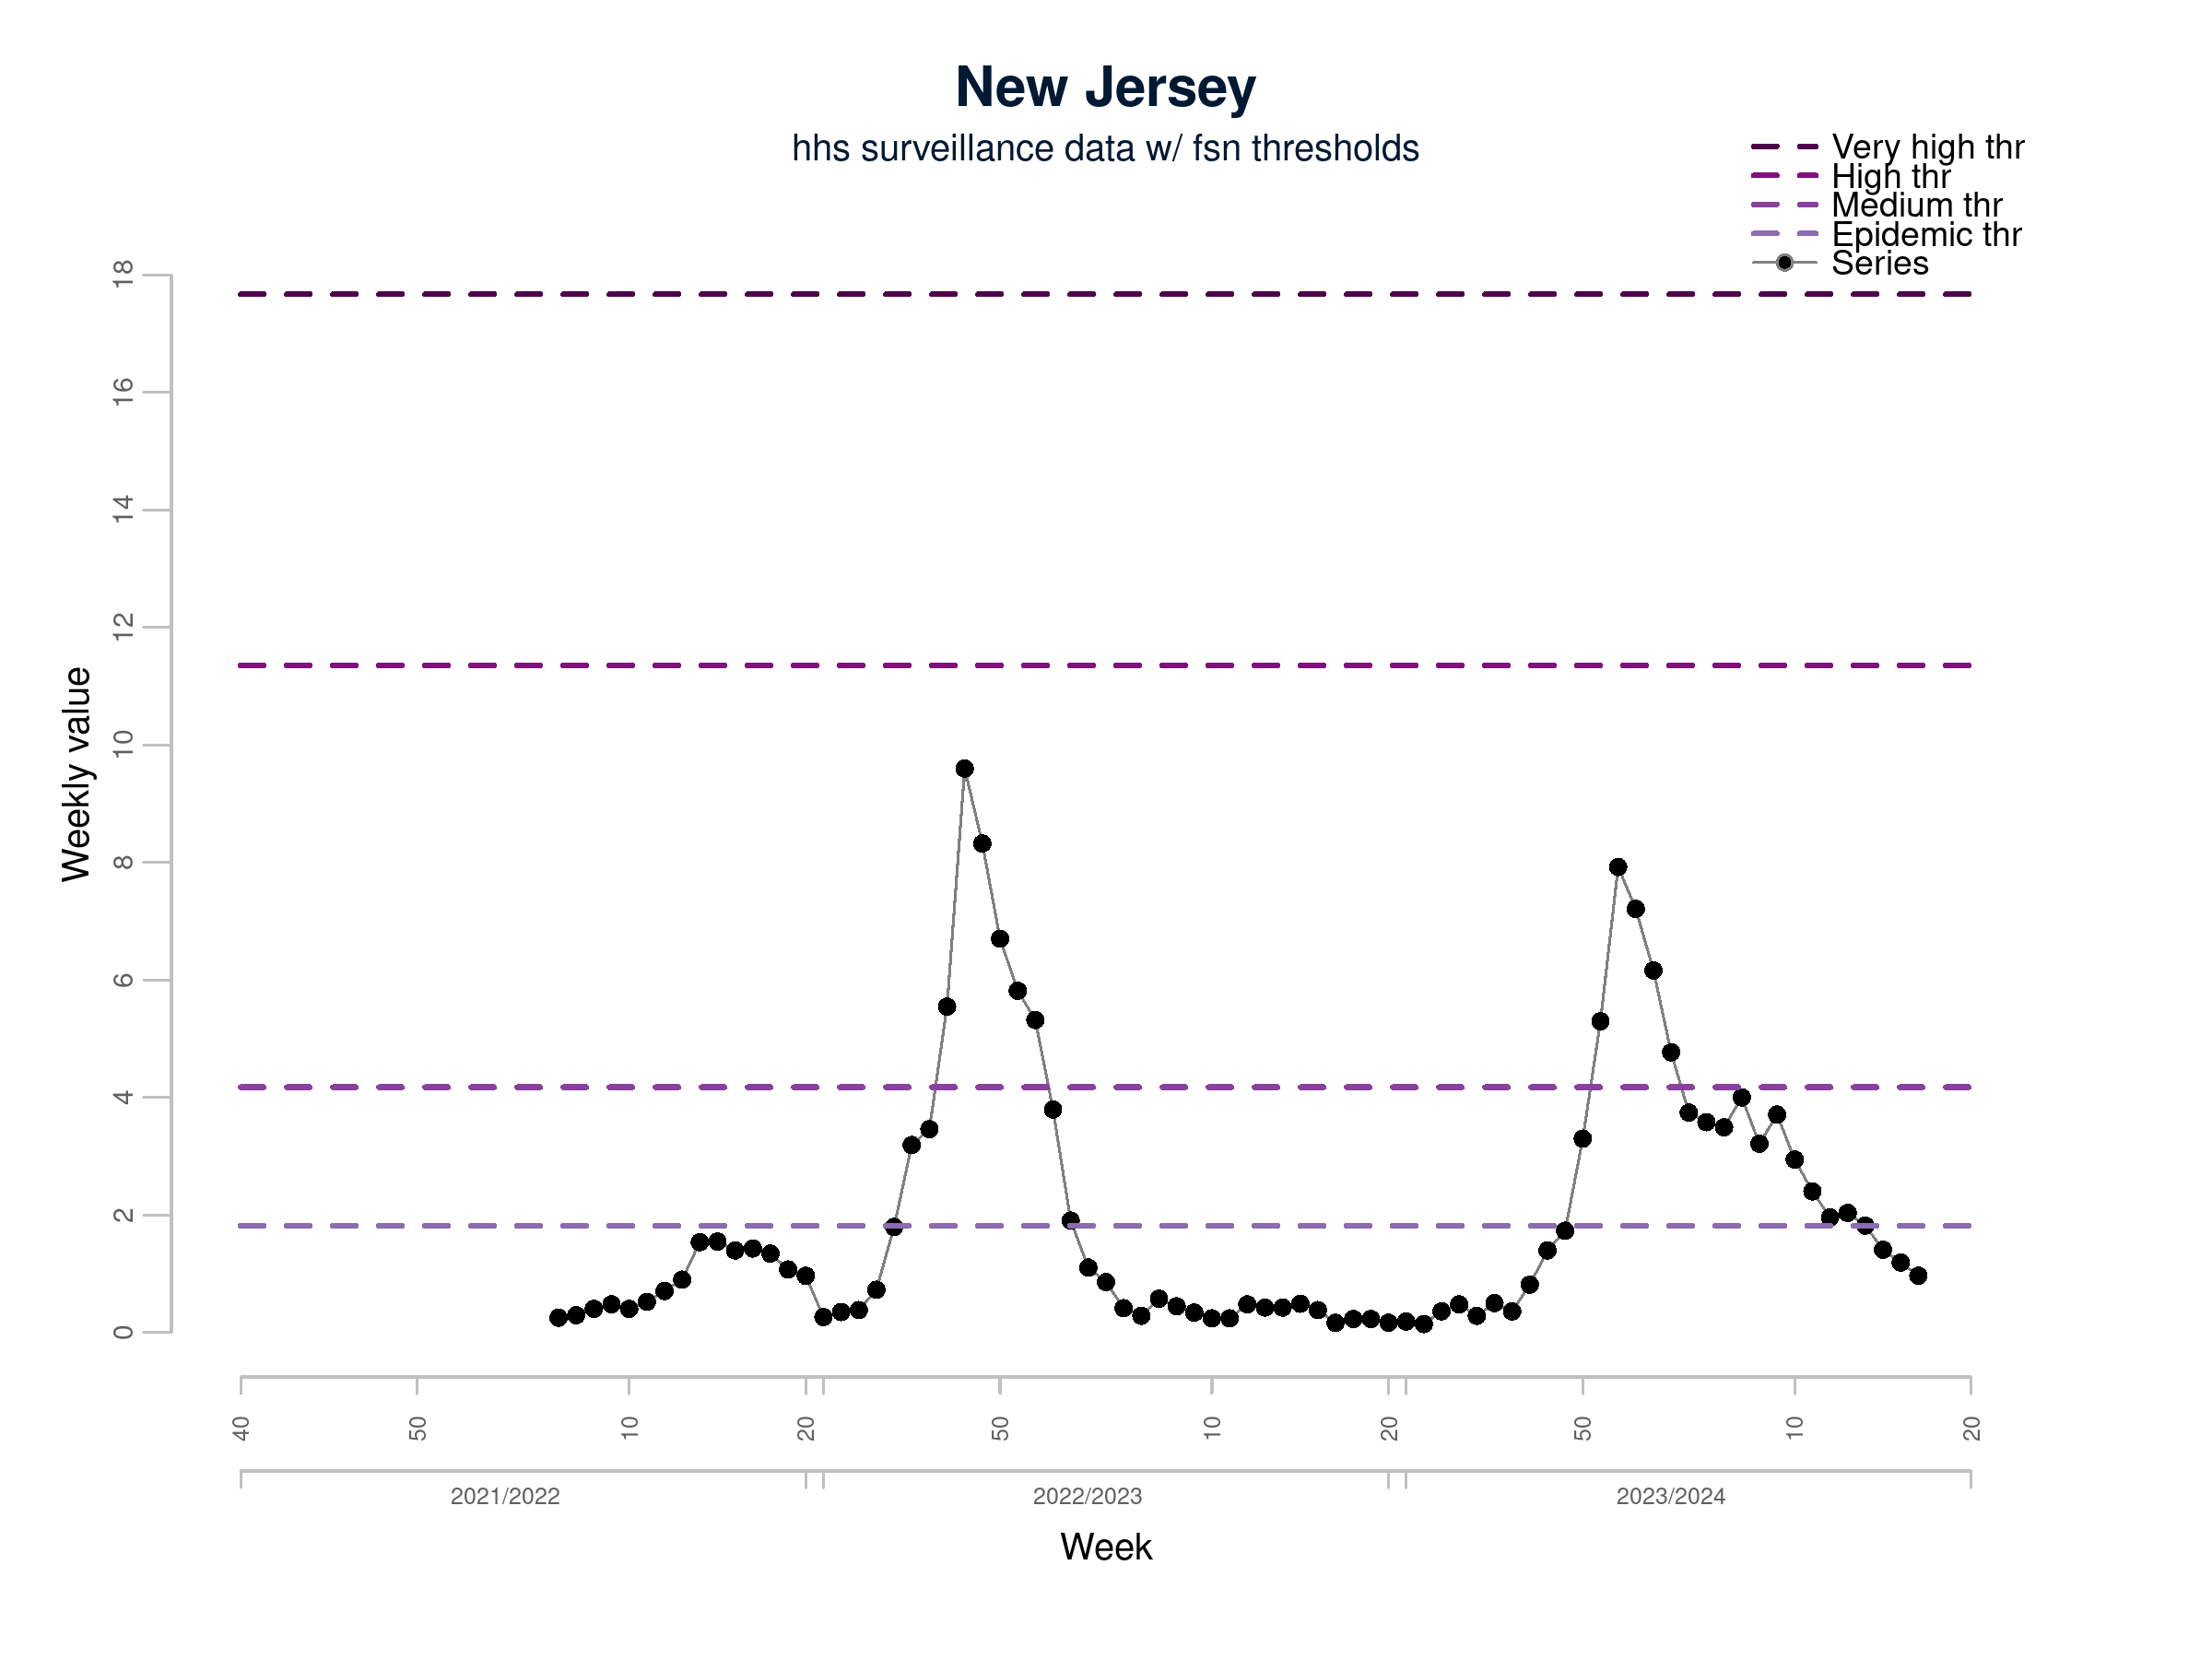 New Jersey
hhs surveillance data w/ fsn thresholds
Very high thr
High thr
Medium thr
Epidemic thr
Series
18
16
14
12
10
8
6
4
2
0
Weekly value
40 50 10 20 50 10 20 50 10 20
2021/2022 2022/2023 2023/2024
Week